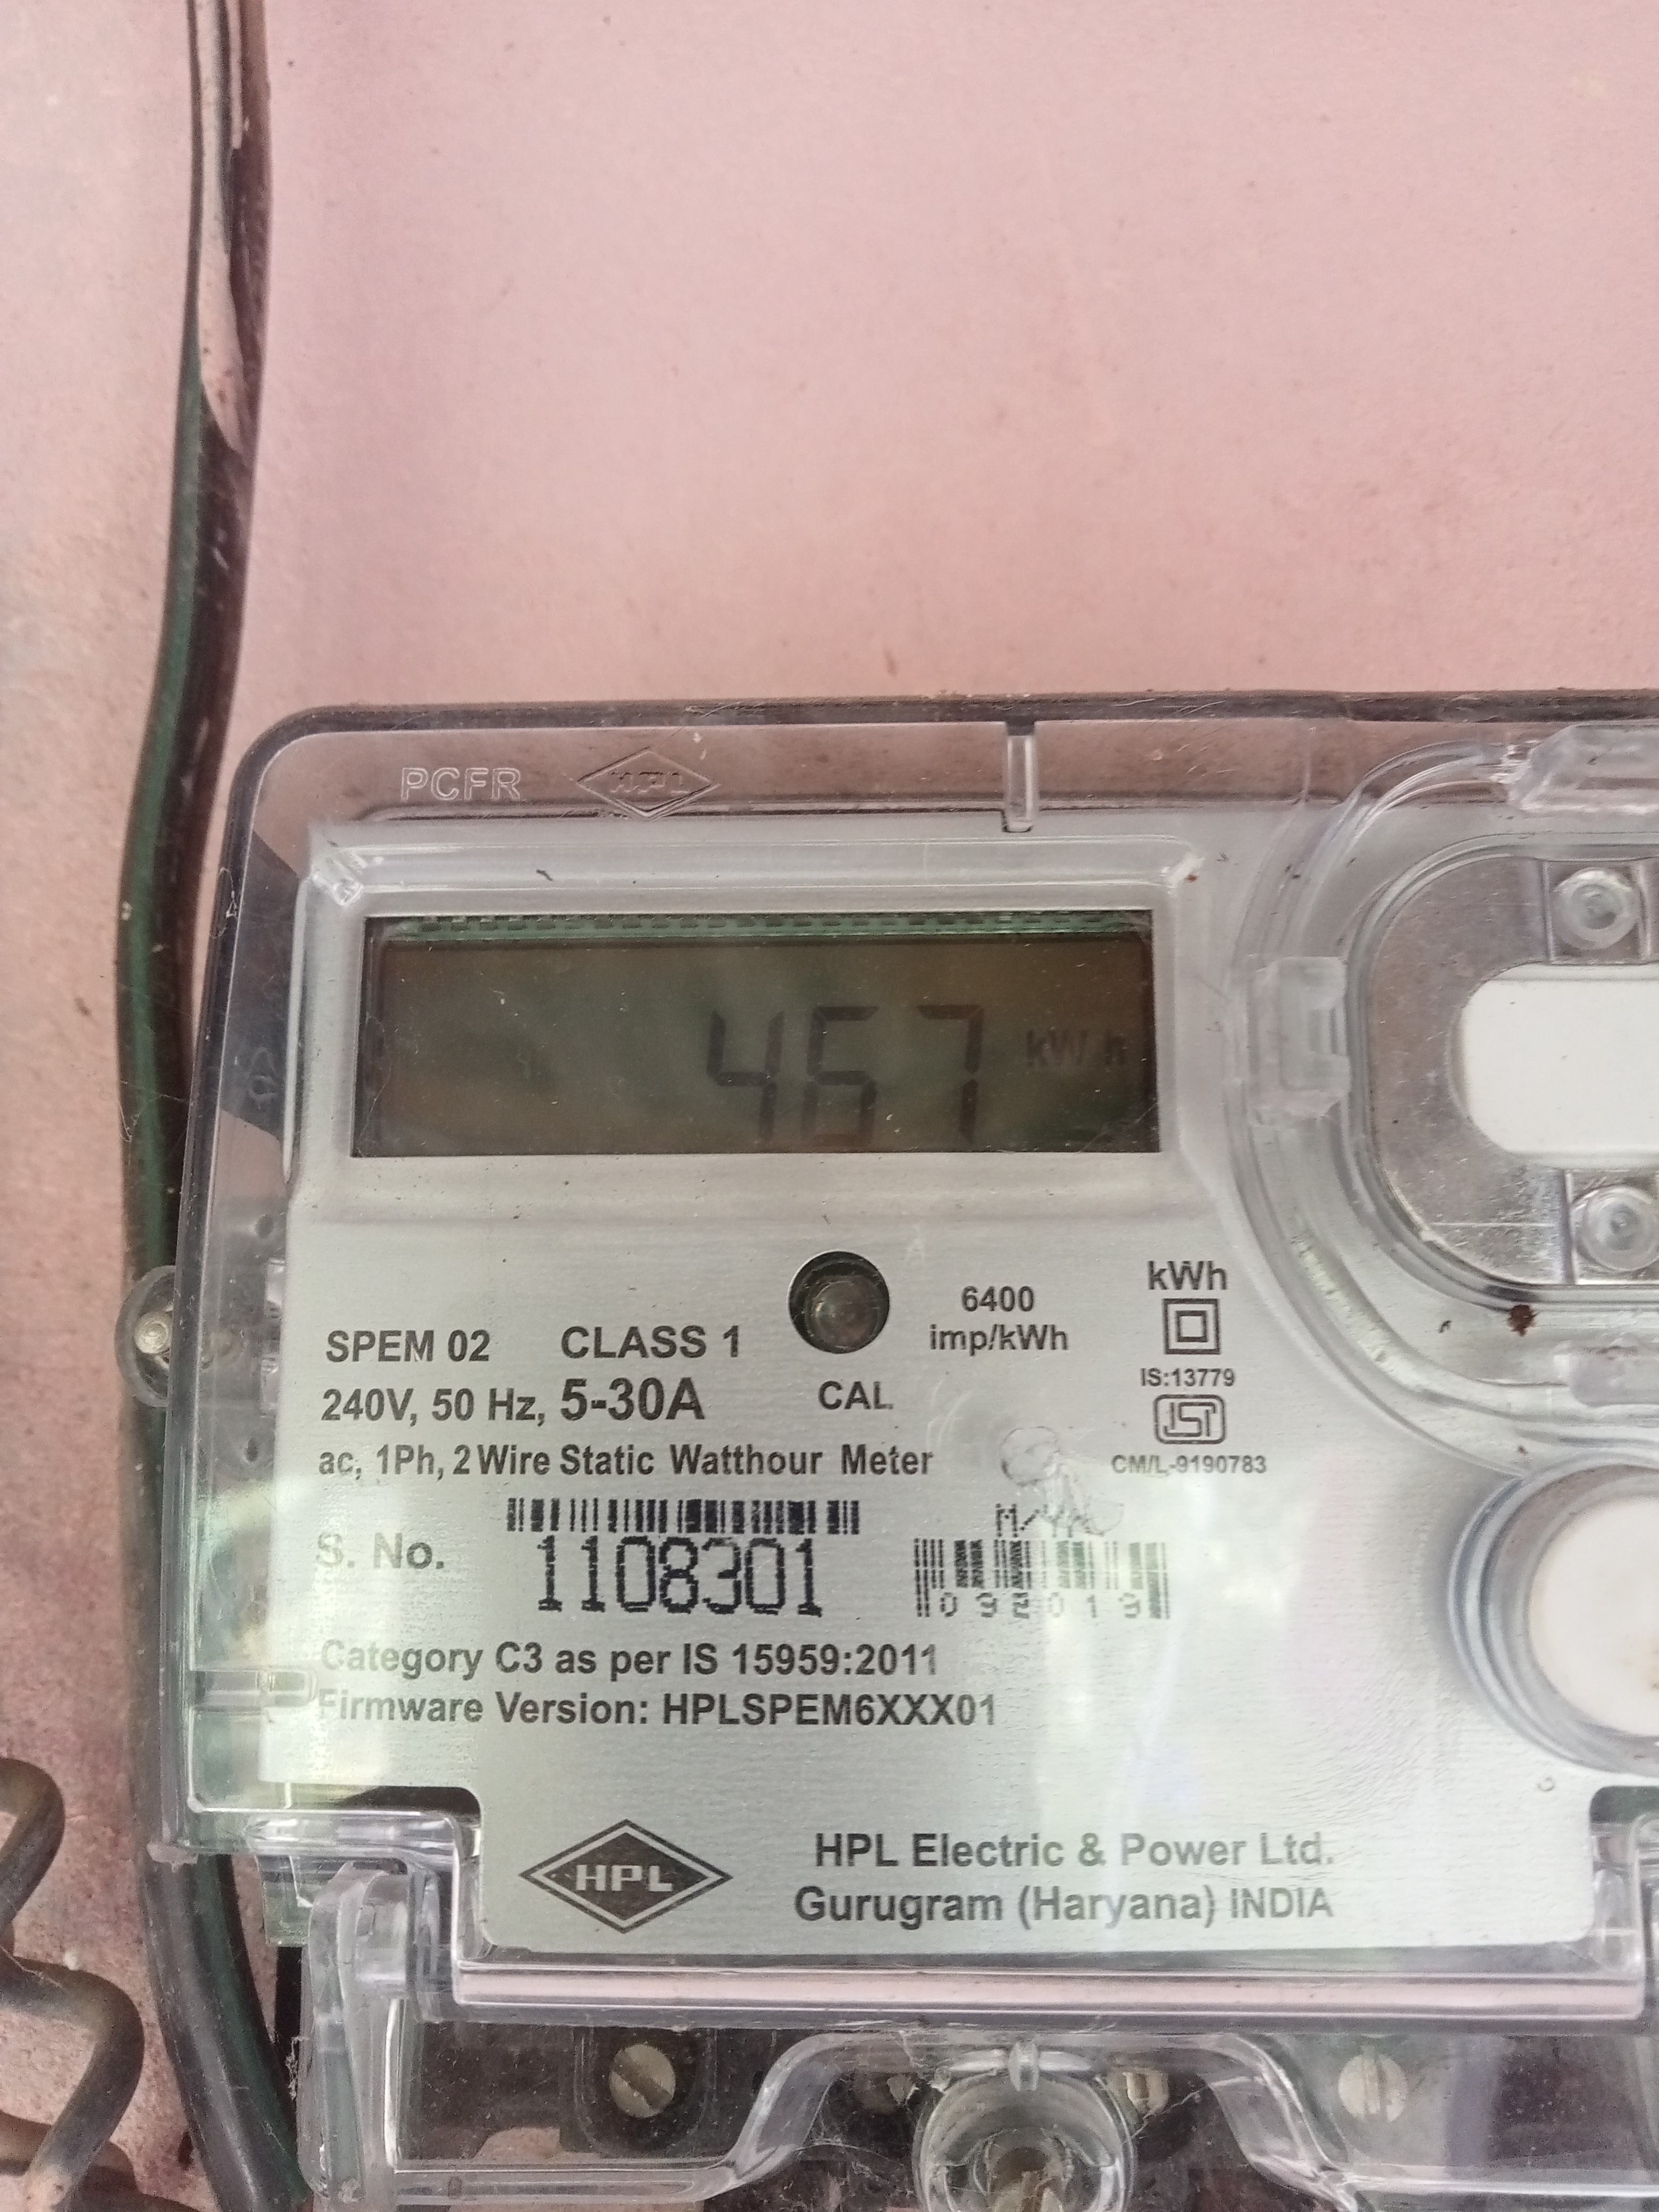 PCFR HPL
467 kWh
kWh
6400
imp/kWh
SPEM 02 CLASS 1
IS:13779
240V, 50 Hz, 5-30A
CAL
ISI
ac, 1Ph, 2 Wire Static Watthour Meter
CM/L-9190783
S. No. 1108301
Category C3 as per IS 15959:2011
Firmware Version: HPLSPEM6XXX01
HPL
HPL Electric & Power Ltd.
Gurugram (Haryana) INDIA